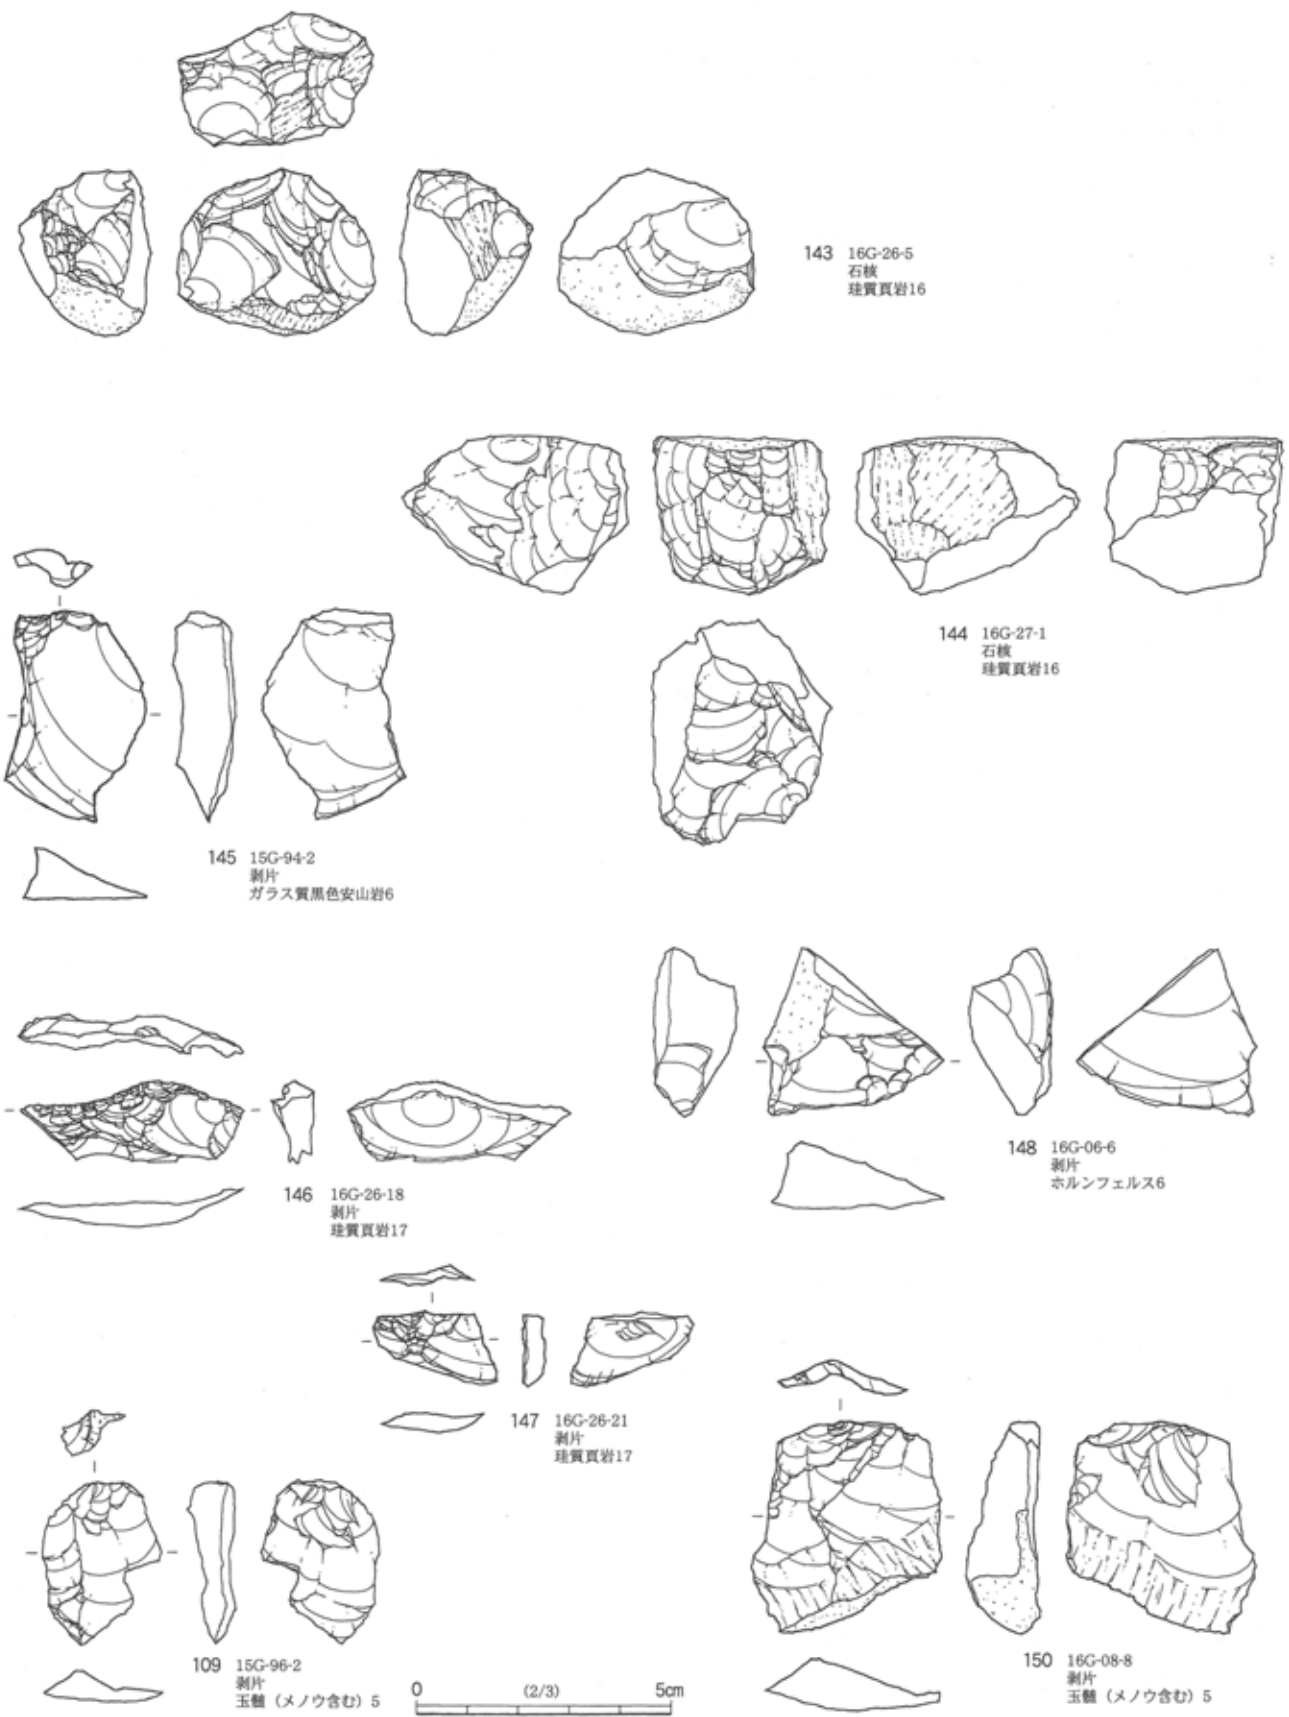 143 16G-26-5
石核
珪質頁岩16
144 16G-27-1
石核
珪質頁岩16
145 15G-94-2
剥片
ガラス質黒色安山岩6
146 16G-26-18
剥片
珪質頁岩17
148 16G-06-6
剥片
ホルンフェルス6
147 16G-26-21
剥片
珪質頁岩17
109 15G-96-2
剥片
玉髄（メノウ含む）5
150 16G-08-8
剥片
玉髄（メノウ含む）5
0 (2/3) 5cm